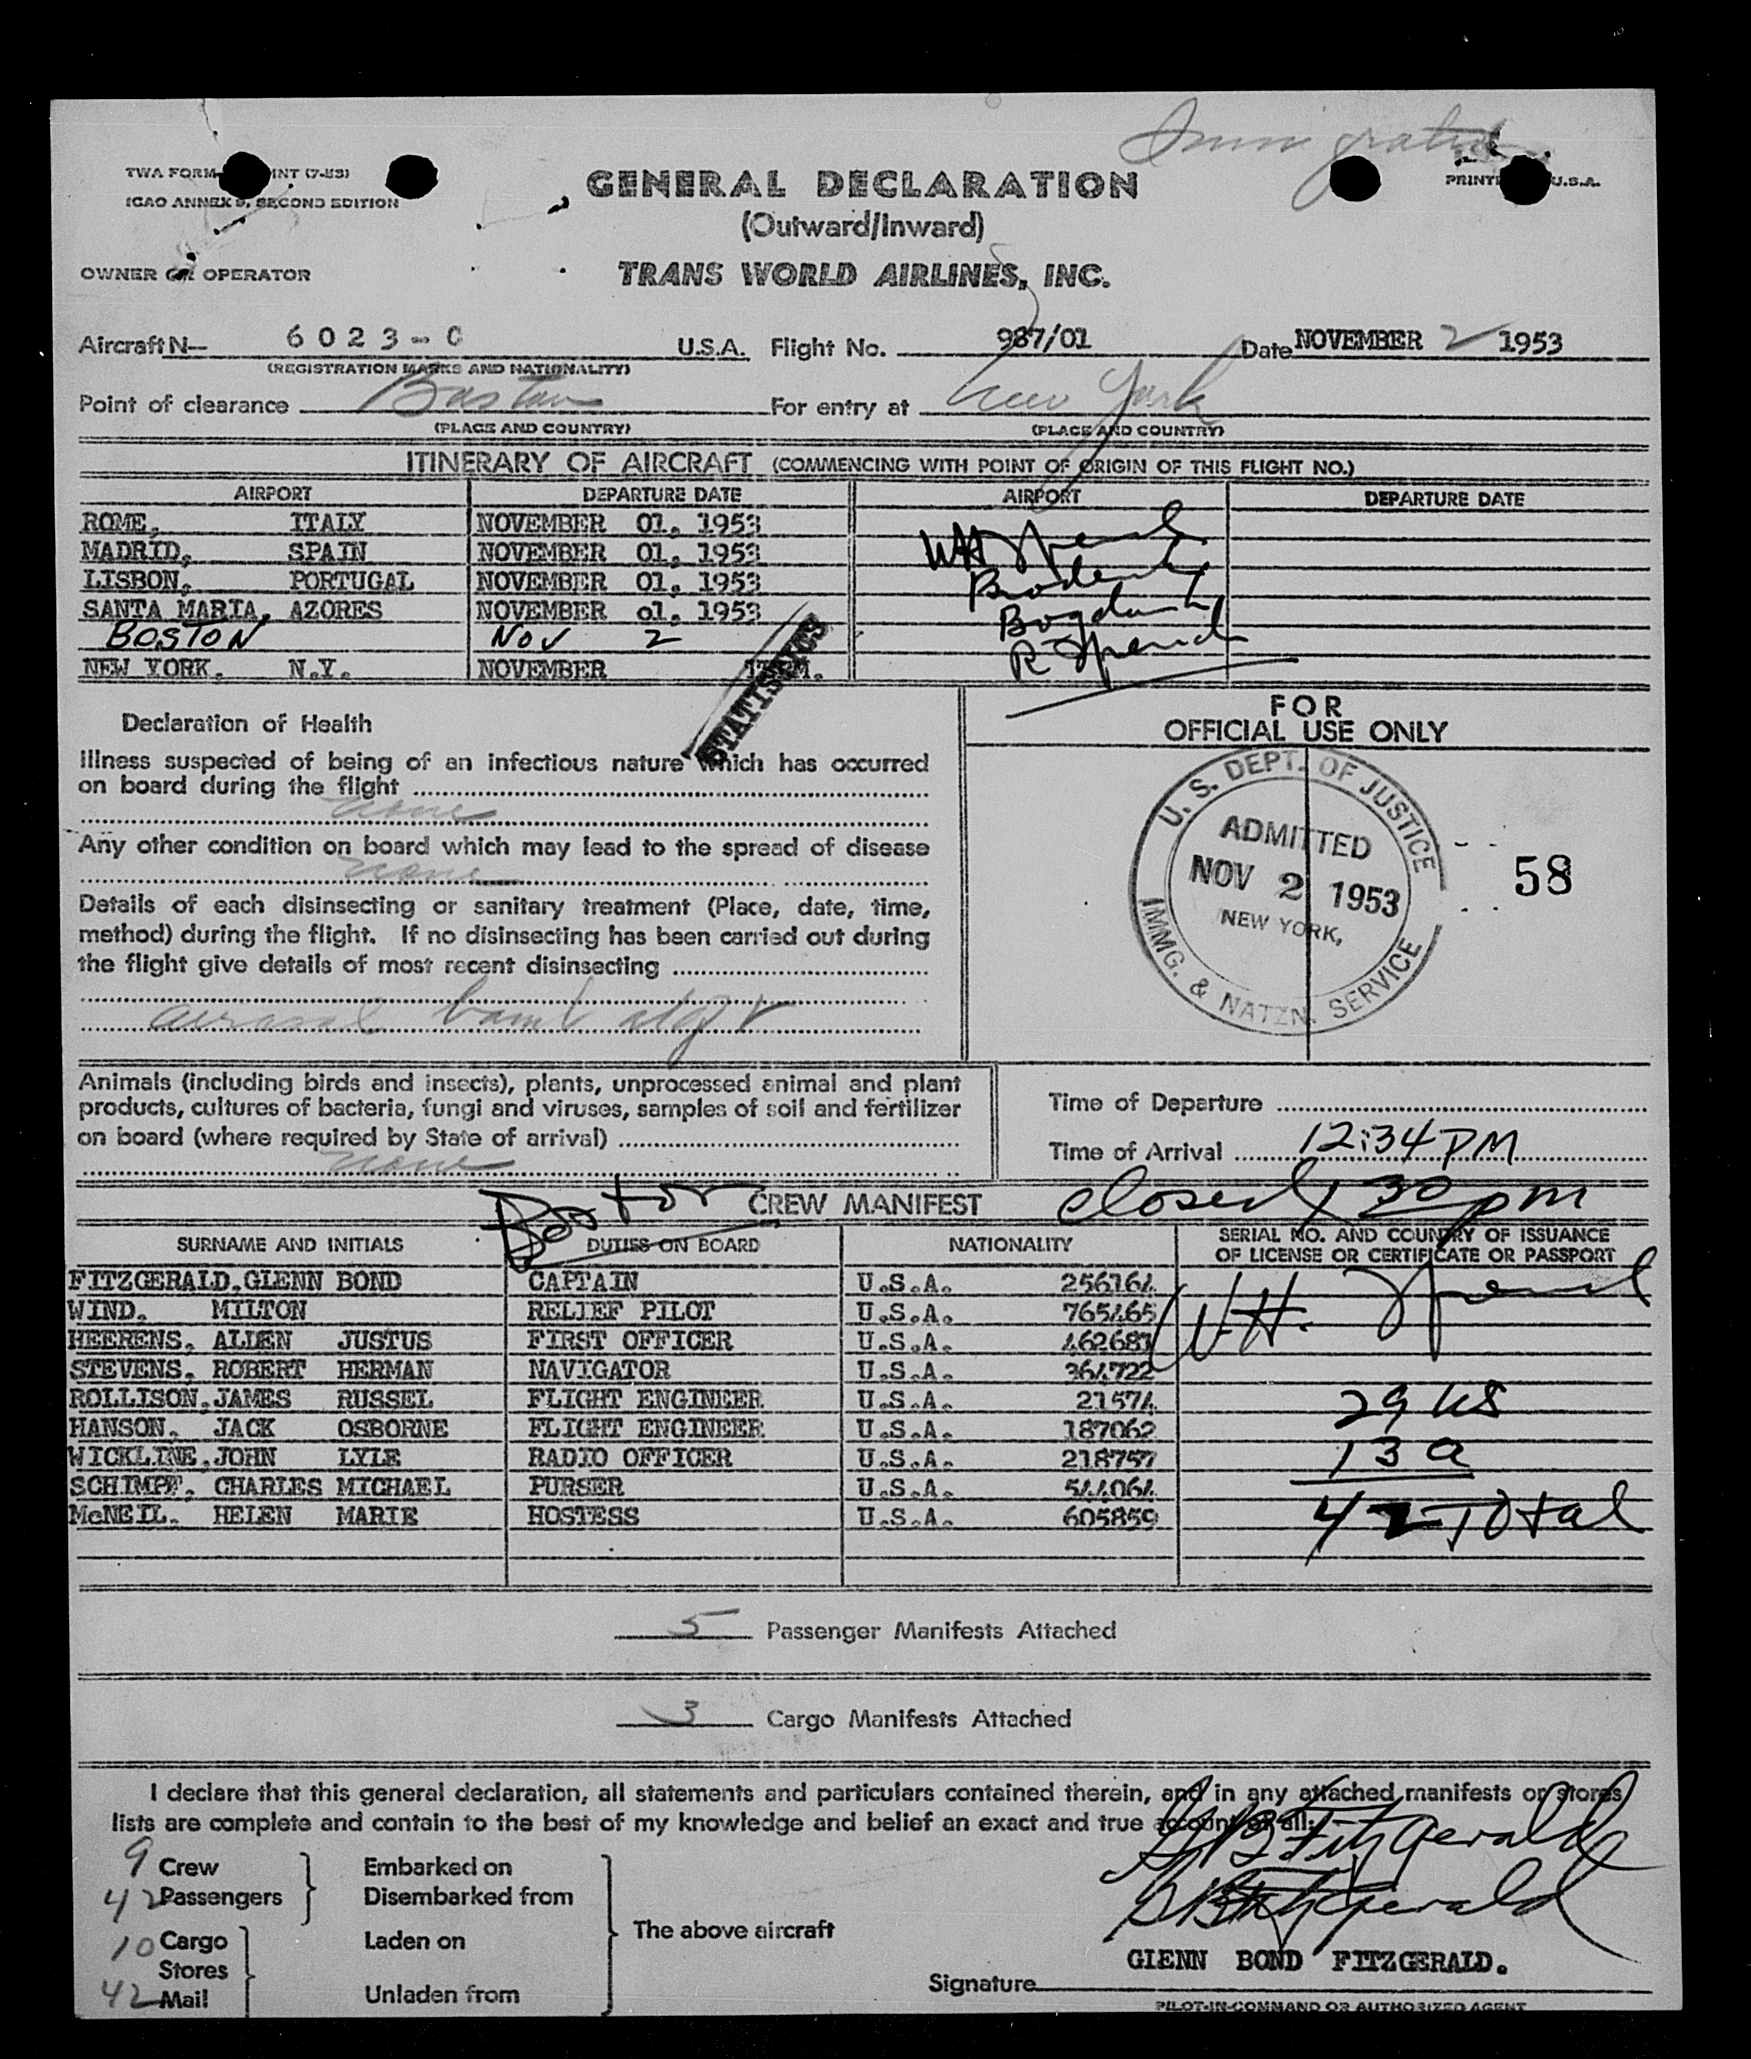 Immigration
TWA FORM INT (7-53)
PRINT U.S.A.
ICAO ANNEX 9, SECOND EDITION
GENERAL DECLARATION
(Outward/Inward)
OWNER OR OPERATOR
TRANS WORLD AIRLINES, INC.
Aircraft N- 6023-C U.S.A. Flight No. 987/01 Date NOVEMBER 2 1953
(REGISTRATION MARKS AND NATIONALITY)
Point of clearance Boston For entry at New York
(PLACE AND COUNTRY) (PLACE AND COUNTRY)
ITINERARY OF AIRCRAFT (COMMENCING WITH POINT OF ORIGIN OF THIS FLIGHT NO.)
AIRPORT DEPARTURE DATE AIRPORT DEPARTURE DATE
ROME, ITALY NOVEMBER 01, 1953
MADRID, SPAIN NOVEMBER 01, 1953
LISBON, PORTUGAL NOVEMBER 01, 1953
SANTA MARIA, AZORES NOVEMBER 01, 1953
BOSTON NOV 2
NEW YORK, N.Y. NOVEMBER TERM.
STATISTICS
Declaration of Health
Illness suspected of being of an infectious nature which has occurred
on board during the flight
none
Any other condition on board which may lead to the spread of disease
none
Details of each disinsecting or sanitary treatment (Place, date, time,
method) during the flight. If no disinsecting has been carried out during
the flight give details of most recent disinsecting
aerosol bomb
FOR
OFFICIAL USE ONLY
U. S. DEPT. OF JUSTICE
ADMITTED
NOV 2 1953
NEW YORK,
IMMG. & NATZN. SERVICE
58
Animals (including birds and insects), plants, unprocessed animal and plant
products, cultures of bacteria, fungi and viruses, samples of soil and fertilizer
on board (where required by State of arrival)
none
Time of Departure
Time of Arrival 12:34 PM
Boston CREW MANIFEST closed 1 30 pm
SURNAME AND INITIALS DUTIES ON BOARD NATIONALITY SERIAL NO. AND COUNTRY OF ISSUANCE
OF LICENSE OR CERTIFICATE OR PASSPORT
FITZGERALD, GLENN BOND CAPTAIN U.S.A. 256164
WIND, MILTON RELIEF PILOT U.S.A. 765465
HEERENS, ALLEN JUSTUS FIRST OFFICER U.S.A. 462681
STEVENS, ROBERT HERMAN NAVIGATOR U.S.A. 364722
ROLLISON, JAMES RUSSEL FLIGHT ENGINEER U.S.A. 21574
HANSON, JACK OSBORNE FLIGHT ENGINEER U.S.A. 187062
WICKLINE, JOHN LYLE RADIO OFFICER U.S.A. 218757
SCHIMPF, CHARLES MICHAEL PURSER U.S.A. 544064
McNEIL, HELEN MARIE HOSTESS U.S.A. 605859
29 US
13 a
42 Total
5 Passenger Manifests Attached
3 Cargo Manifests Attached
I declare that this general declaration, all statements and particulars contained therein, and in any attached manifests or stores
lists are complete and contain to the best of my knowledge and belief an exact and true account of all:
G B Fitzgerald
G B Fitzgerald
9 Crew
42 Passengers
10 Cargo
Stores
42 Mail
Embarked on
Disembarked from
Laden on
Unladen from
The above aircraft
GLENN BOND FITZGERALD.
Signature
PILOT-IN-COMMAND OR AUTHORIZED AGENT